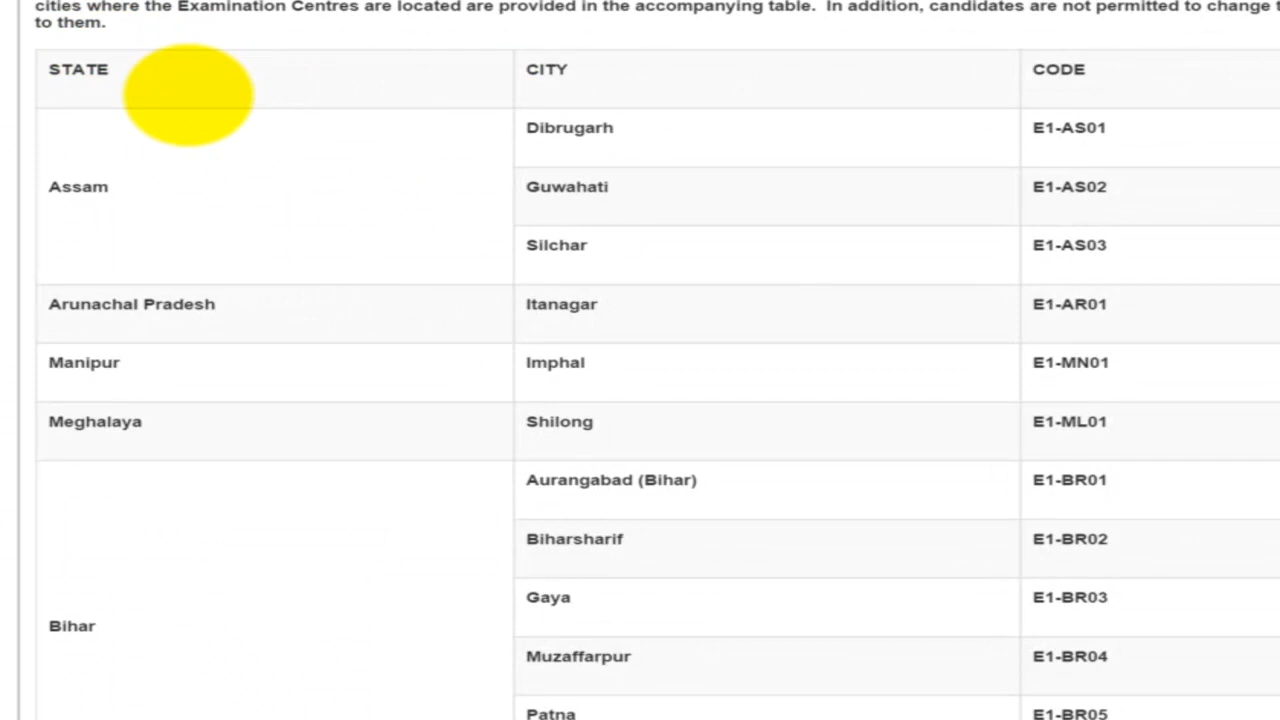 cities where the Examination Centres are located are provided in the accompanying table. In addition, candidates are not permitted to change
to them.
STATE CITY CODE
Dibrugarh E1-AS01
Assam Guwahati E1-AS02
Silchar E1-AS03
Arunachal Pradesh Itanagar E1-AR01
Manipur Imphal E1-MN01
Meghalaya Shilong E1-ML01
Aurangabad (Bihar) E1-BR01
Biharsharif E1-BR02
Gaya E1-BR03
Bihar
Muzaffarpur E1-BR04
Patna E1-BR05